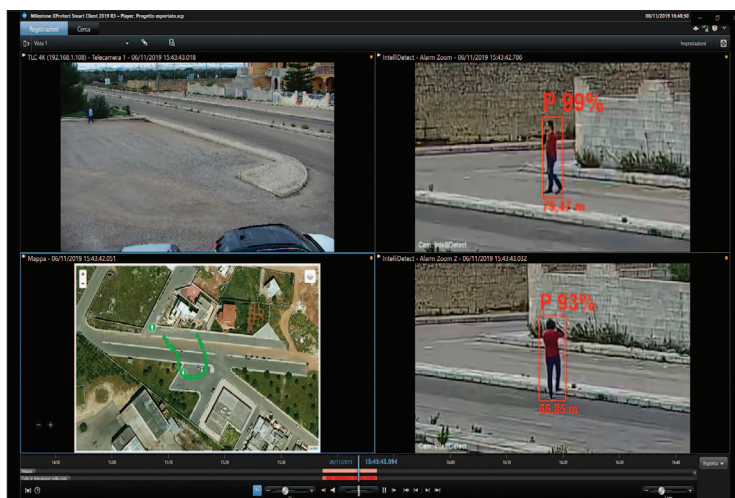 Milestone XProtect Smart Client 2019 R3 - Player: Progetto esportato.scp
06/11/2019 16:48:50
Registrazioni
Cerca
Vista 1
Impostazioni
TLC 4K (192.168.1.108) - Telecamera 1 - 06/11/2019 15:43:43.018
IntelliDetect - Alarm Zoom - 06/11/2019 15:43:42.786
P 99%
79,47 m
Cam: IntelliDetect
Mappa - 06/11/2019 15:43:42.051
IntelliDetect - Alarm Zoom 2 - 06/11/2019 15:43:43.032
P 93%
66,35 m
Cam: IntelliDetect
06/11/2019
15:43:43.094
Esporta
Mappa